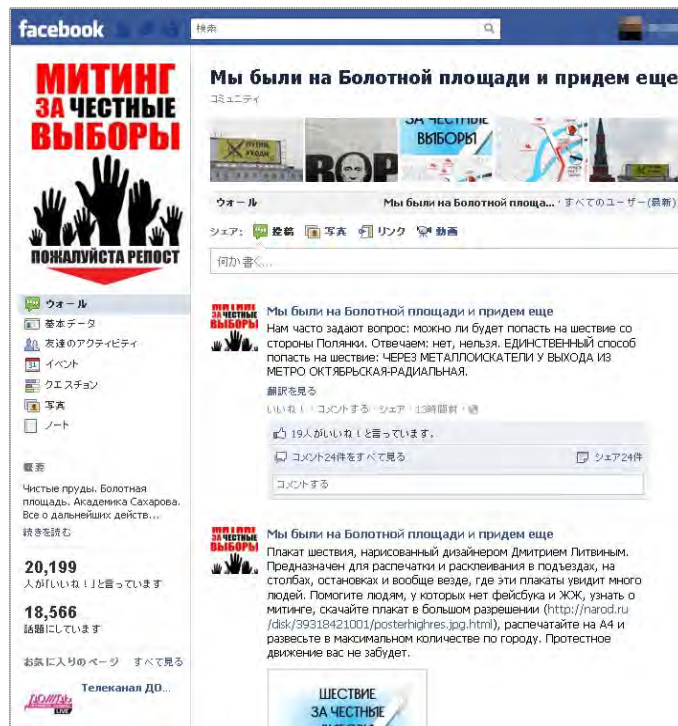 facebook
検索
МИТИНГ
ЗА ЧЕСТНЫЕ
ВЫБОРЫ
ПОЖАЛУЙСТА РЕПОСТ
Мы были на Болотной площади и придем еще
コミュニティ
ПУТИН
УХОДИ
ВОР
ЗА ЧЕСТНЫЕ
ВЫБОРЫ
ウォール
Мы были на Болотной площа... · すべてのユーザー(最新)
シェア: 投稿 写真 リンク 動画
何か書く...
ウォール
基本データ
友達のアクティビティ
イベント
クエスチョン
写真
ノート
概要
Чистые пруды. Болотная
площадь. Академика Сахарова.
Все о дальнейших действ...
続きを読む
20,199
人が「いいね！」と言っています
18,566
話題にしています
お気に入りのページ すべて見る
Телеканал ДО...
LIVE
МИТИНГ
ЗА ЧЕСТНЫЕ
ВЫБОРЫ
Мы были на Болотной площади и придем еще
Нам часто задают вопрос: можно ли будет попасть на шествие со
стороны Полянки. Отвечаем: нет, нельзя. ЕДИНСТВЕННЫЙ способ
попасть на шествие: ЧЕРЕЗ МЕТАЛЛОИСКАТЕЛИ У ВЫХОДА ИЗ
МЕТРО ОКТЯБРЬСКАЯ-РАДИАЛЬНАЯ.
翻訳を見る
いいね！ · コメントする · シェア · 13時間前
19人がいいね！と言っています。
コメント24件をすべて見る シェア24件
コメントする
МИТИНГ
ЗА ЧЕСТНЫЕ
ВЫБОРЫ
Мы были на Болотной площади и придем еще
Плакат шествия, нарисованный дизайнером Дмитрием Литвиным.
Предназначен для распечатки и расклеивания в подъездах, на
столбах, остановках и вообще везде, где эти плакаты увидит много
людей. Помогите людям, у которых нет фейсбука и ЖЖ, узнать о
митинге, скачайте плакат в большом разрешении (http://narod.ru
/disk/39318421001/posterhighres.jpg.html), распечатайте на А4 и
развесьте в максимальном количестве по городу. Протестное
движение вас не забудет.
ШЕСТВИЕ
ЗА ЧЕСТНЫЕ
ВЫБОРЫ